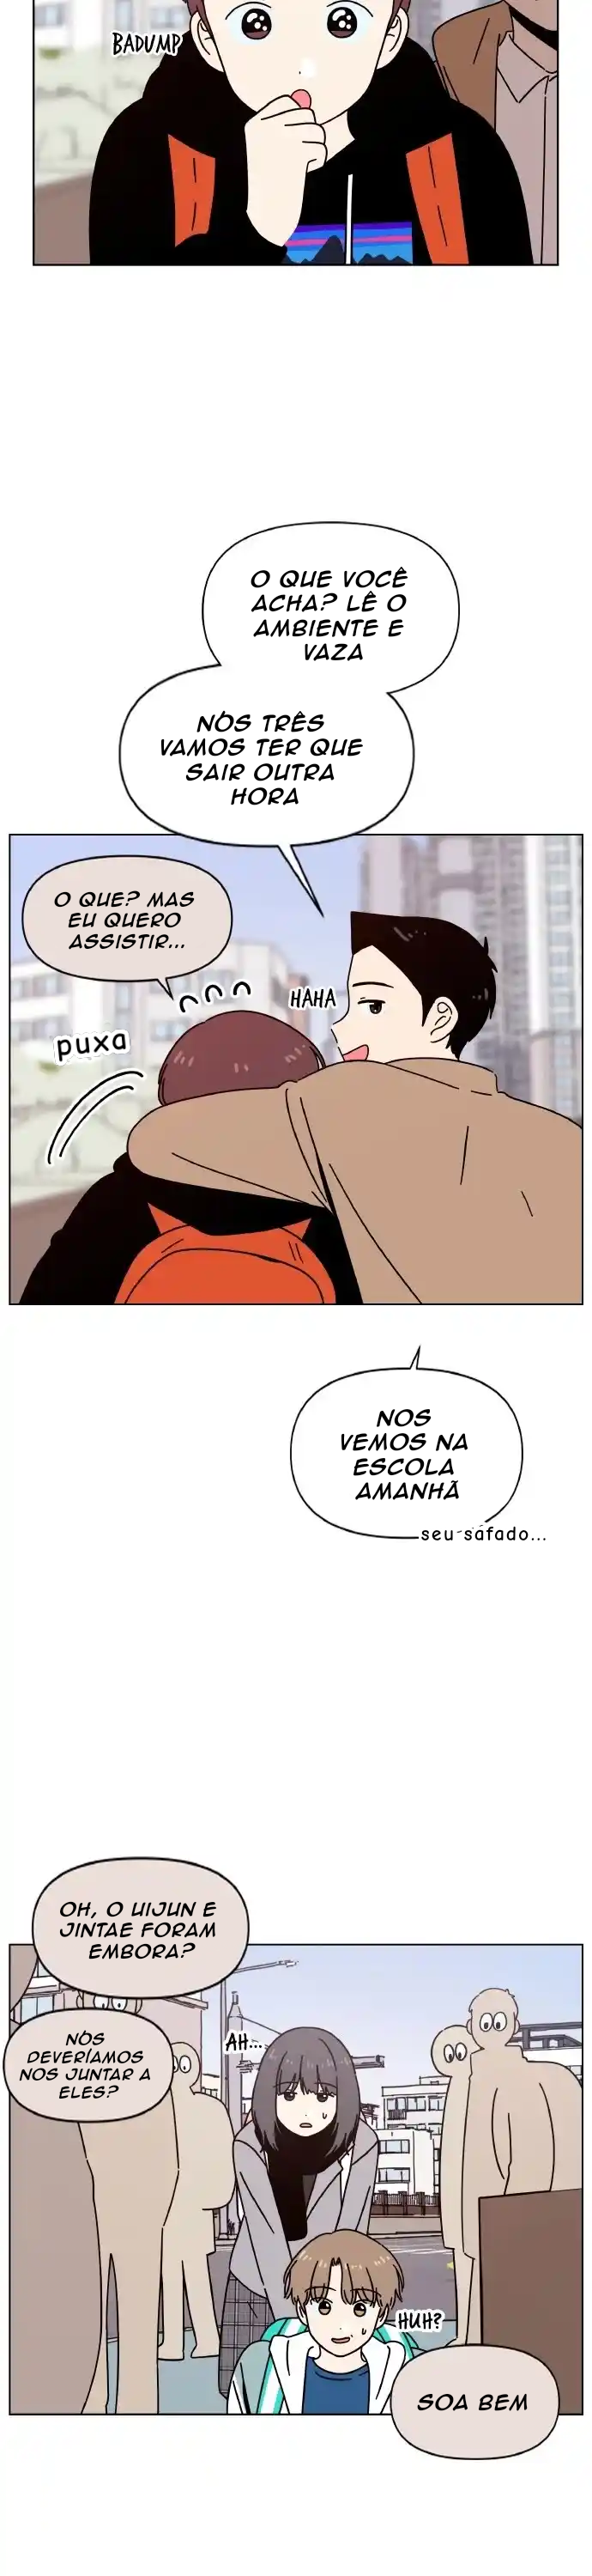 BADUMP
O QUE VOCÊ
ACHA? LÊ O
AMBIENTE E
VAZA
NÓS TRÊS
VAMOS TER QUE
SAIR OUTRA
HORA
O QUE? MAS
EU QUERO
ASSISTIR...
HAHA
puxa
NOS
VEMOS NA
ESCOLA
AMANHÃ
seu safado...
OH, O UIJUN E
JINTAE FORAM
EMBORA?
NÓS
DEVERÍAMOS
NOS JUNTAR A
ELES?
AH...
HUH?
SOA BEM